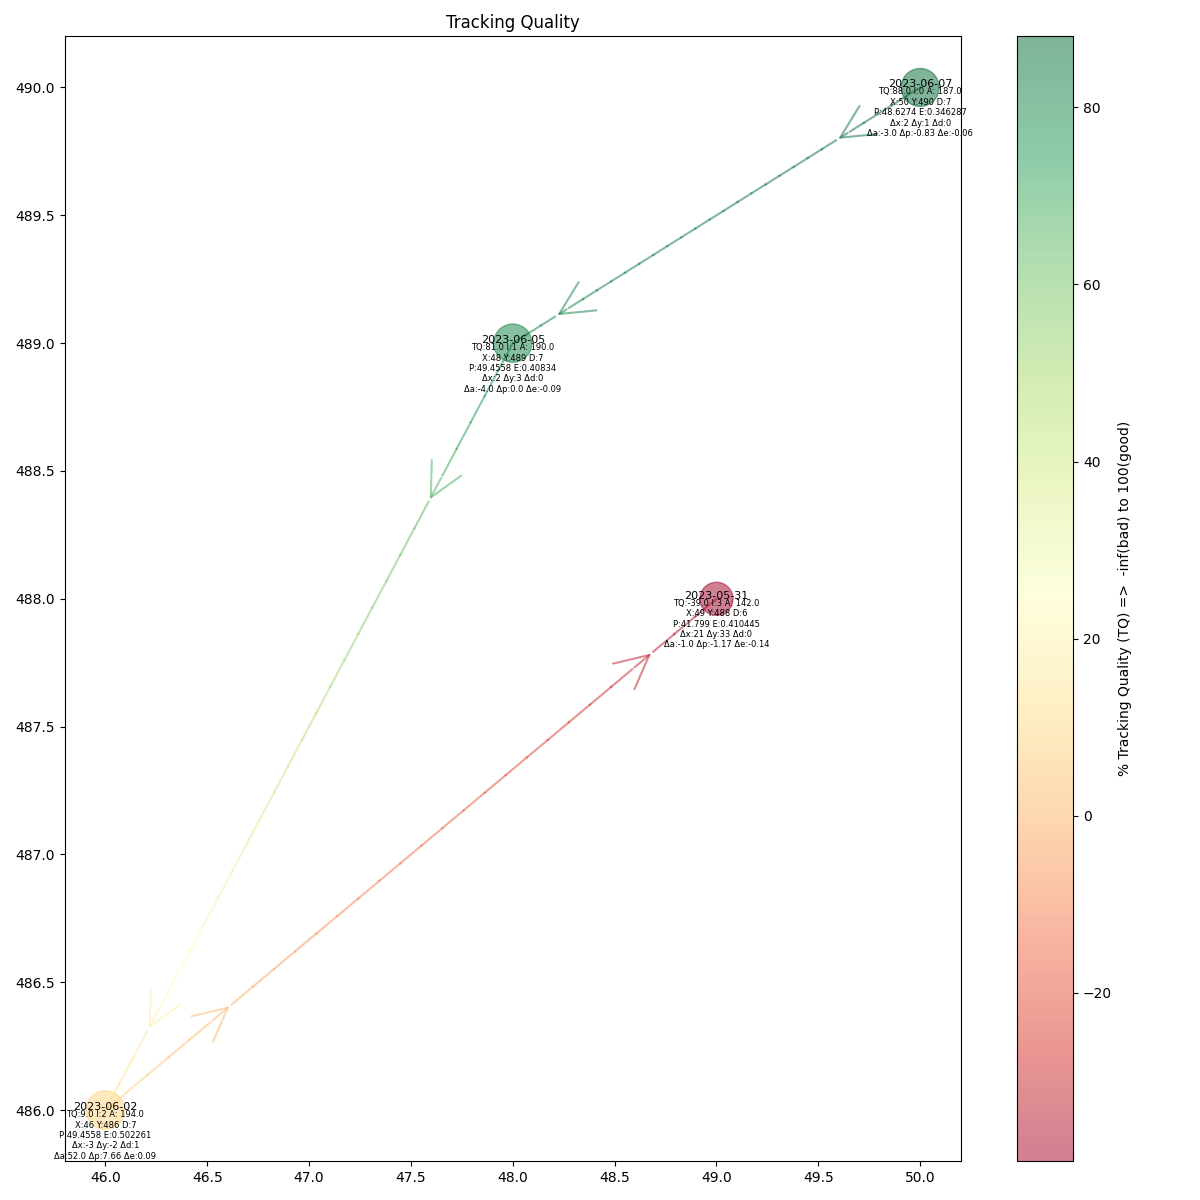 Tracking Quality
490.0
489.5
489.0
488.5
488.0
487.5
487.0
486.5
486.0
2023-06-07
TQ:88.0 I:0 A: 187.0
X:50 Y:490 D:7
P:48.6274 E:0.346287
Δx:2 Δy:1 Δd:0
Δa:-3.0 Δp:-0.83 Δe:-0.06
2023-06-05
TQ:81.0 I:1 A: 190.0
X:48 Y:489 D:7
P:49.4558 E:0.40834
Δx:2 Δy:3 Δd:0
Δa:-4.0 Δp:0.0 Δe:-0.09
2023-05-31
TQ:-39.0 I:3 A: 142.0
X:49 Y:488 D:6
P:41.799 E:0.410445
Δx:21 Δy:33 Δd:0
Δa:-1.0 Δp:-1.17 Δe:-0.14
2023-06-02
TQ:9.0 I:2 A: 194.0
X:46 Y:486 D:7
P:49.4558 E:0.502261
Δx:-3 Δy:-2 Δd:1
Δa:52.0 Δp:7.66 Δe:0.09
46.0 46.5 47.0 47.5 48.0 48.5 49.0 49.5 50.0
80
60
40
20
0
−20
% Tracking Quality (TQ) => -inf(bad) to 100(good)